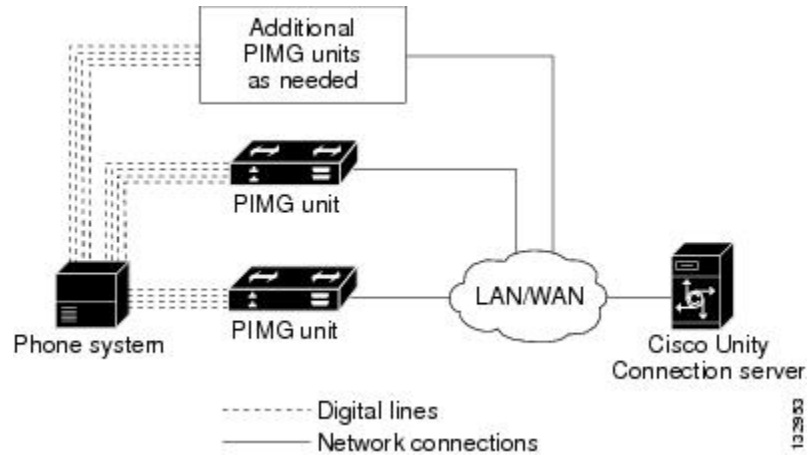 Additional
PIMG units
as needed
PIMG unit
PIMG unit
Phone system
LAN/WAN
Cisco Unity
Connection server
Digital lines
Network connections
132953